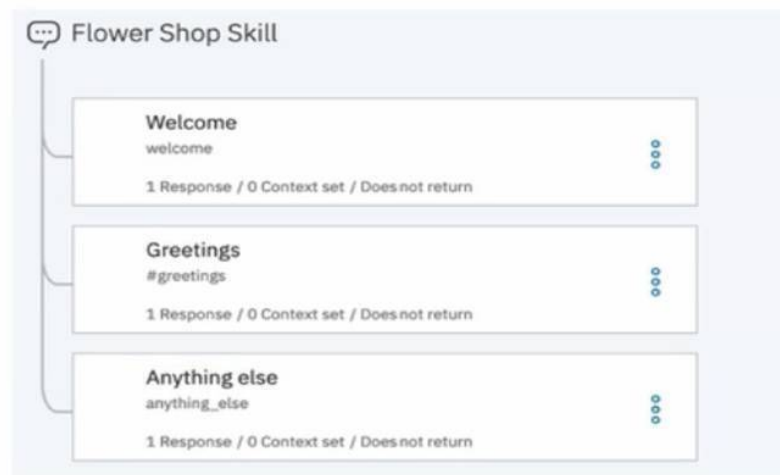 Flower Shop Skill
Welcome
welcome
1 Response / 0 Context set / Does not return
Greetings
#greetings
1 Response / 0 Context set / Does not return
Anything else
anything_else
1 Response / 0 Context set / Does not return